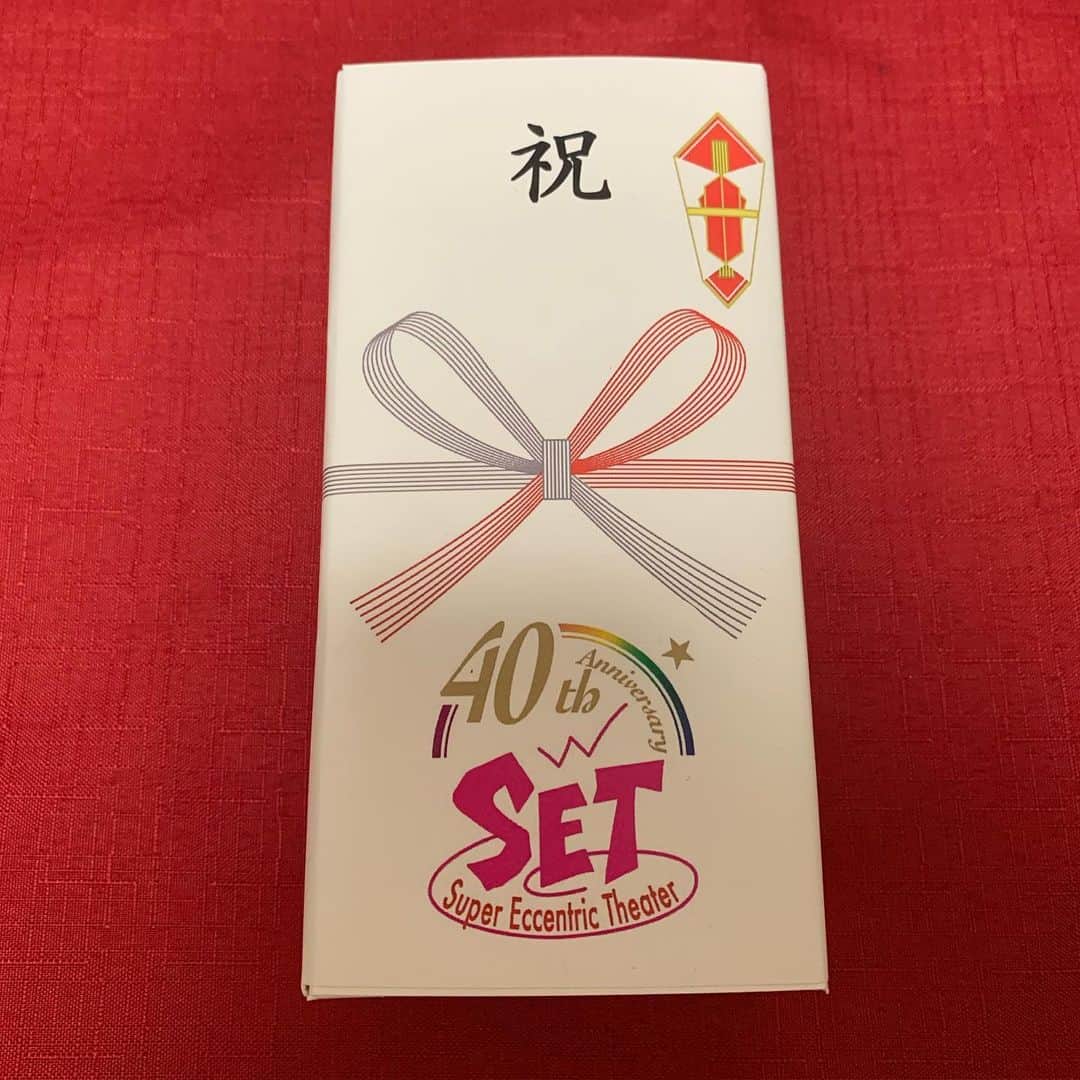 祝
40th
Anniversary
SET
Super Eccentric Theater